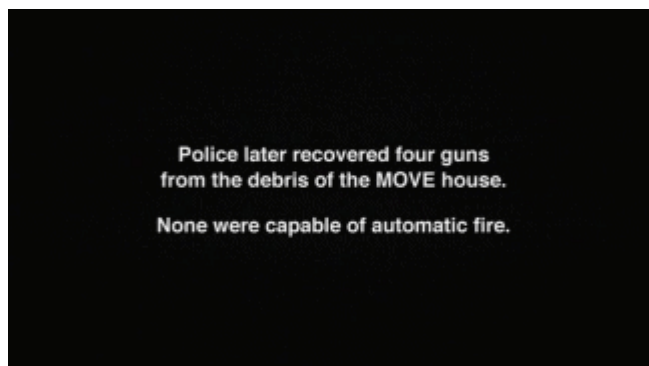 Police later recovered four guns
from the debris of the MOVE house.
None were capable of automatic fire.